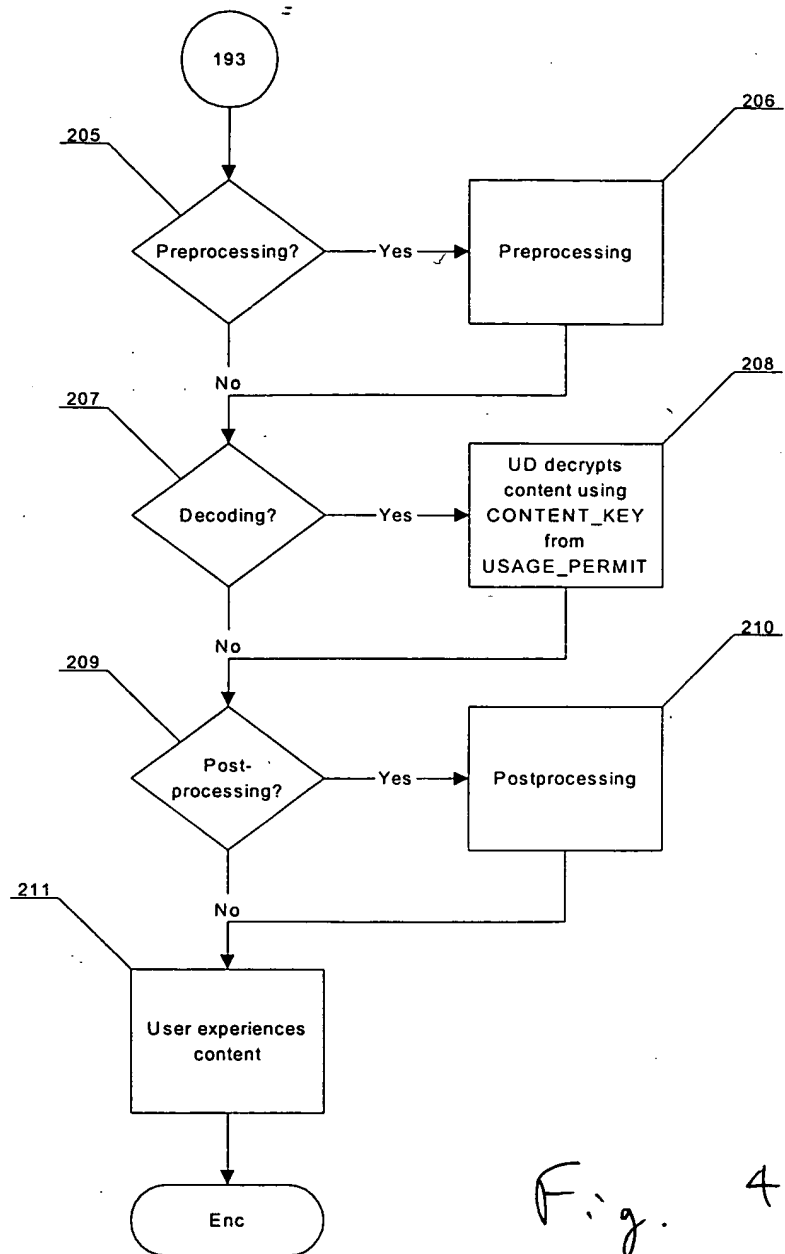 193
205
206
Preprocessing?
Yes
Preprocessing
No
207
208
Decoding?
Yes
UD decrypts
content using
CONTENT_KEY
from
USAGE_PERMIT
No
209
210
Post-
processing?
Yes
Postprocessing
No
211
User experiences
content
Enc
Fig. 4